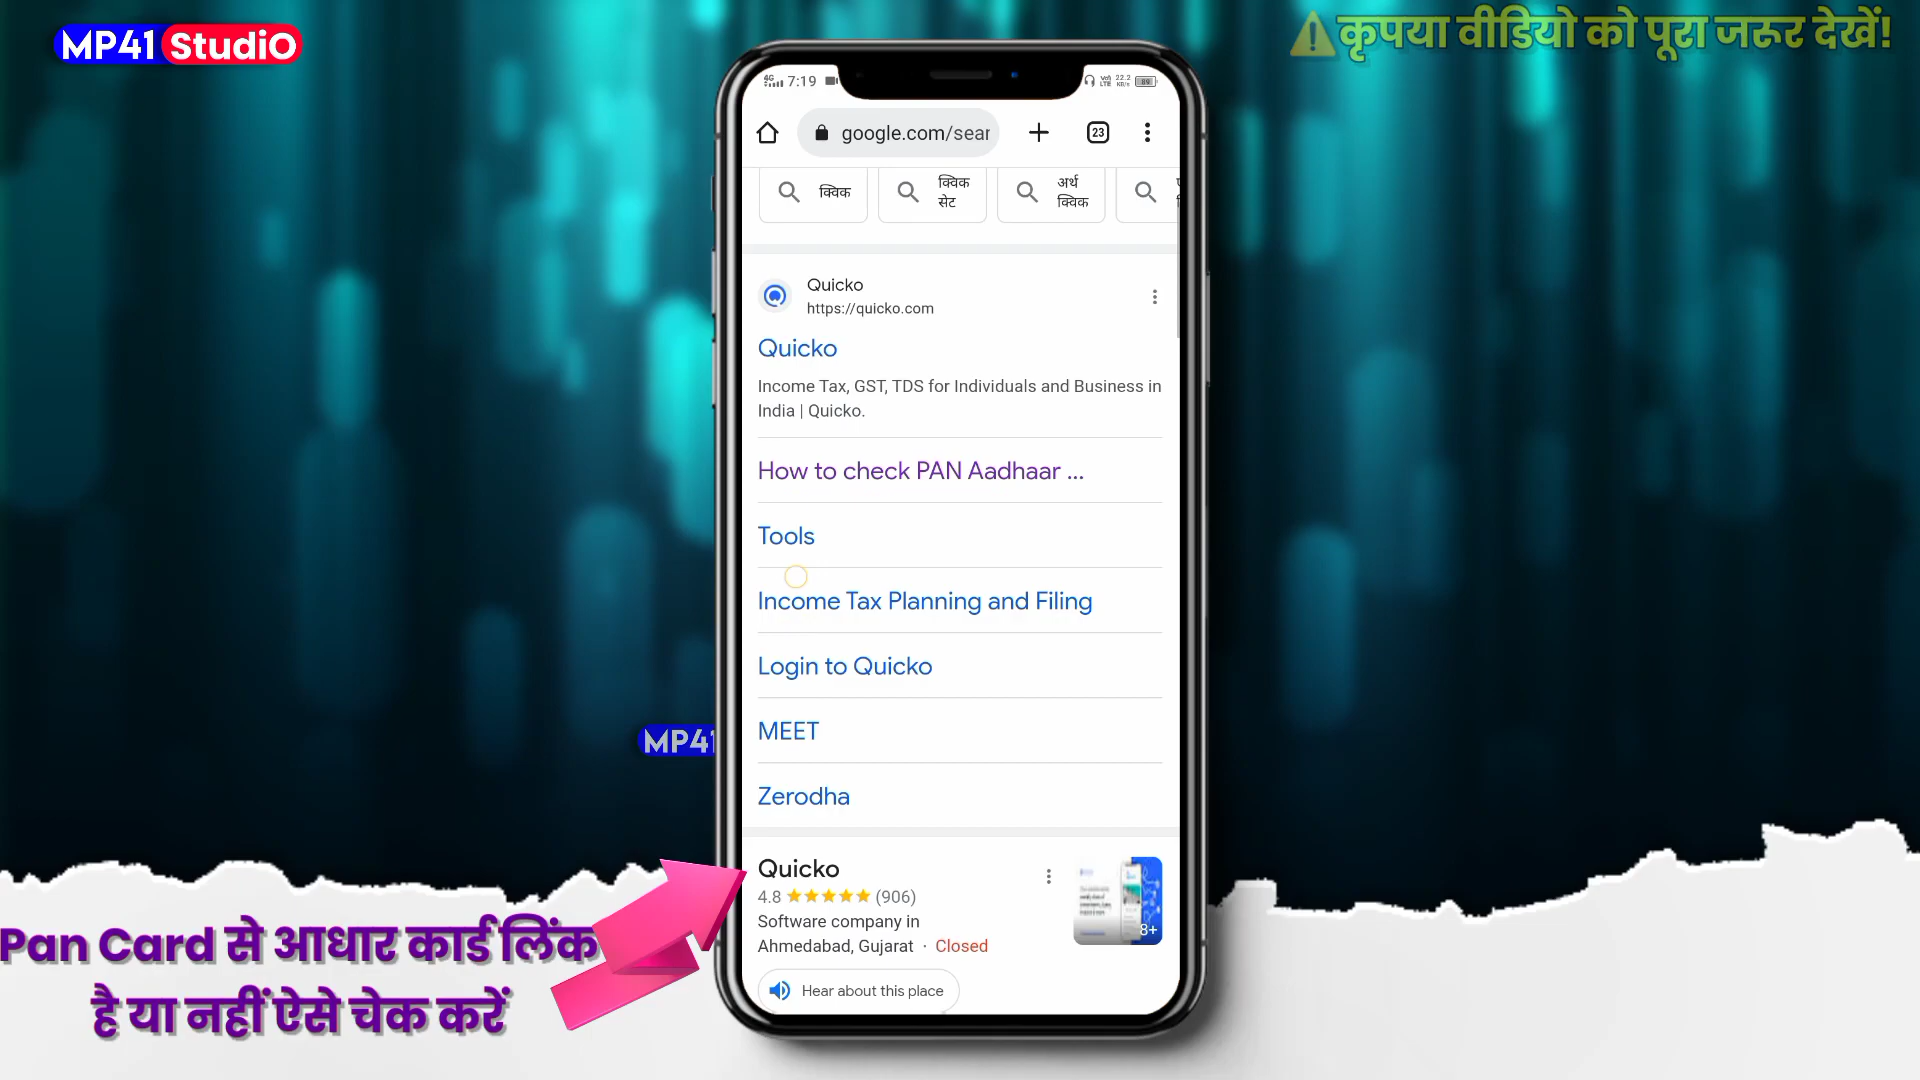 MP41 StudiO
⚠कृपया वीडियो को पूरा जरूर देखें!
7:19
google.com/sear
23
क्विक
क्विक सेट
अर्थ क्विक
Quicko
https://quicko.com
Quicko
Income Tax, GST, TDS for Individuals and Business in
India | Quicko.
How to check PAN Aadhaar ...
Tools
Income Tax Planning and Filing
Login to Quicko
MP41
MEET
Zerodha
Quicko
4.8 ★★★★★ (906)
Software company in
Ahmedabad, Gujarat · Closed
8+
Hear about this place
Pan Card से आधार कार्ड लिंक
है या नहीं ऐसे चेक करें